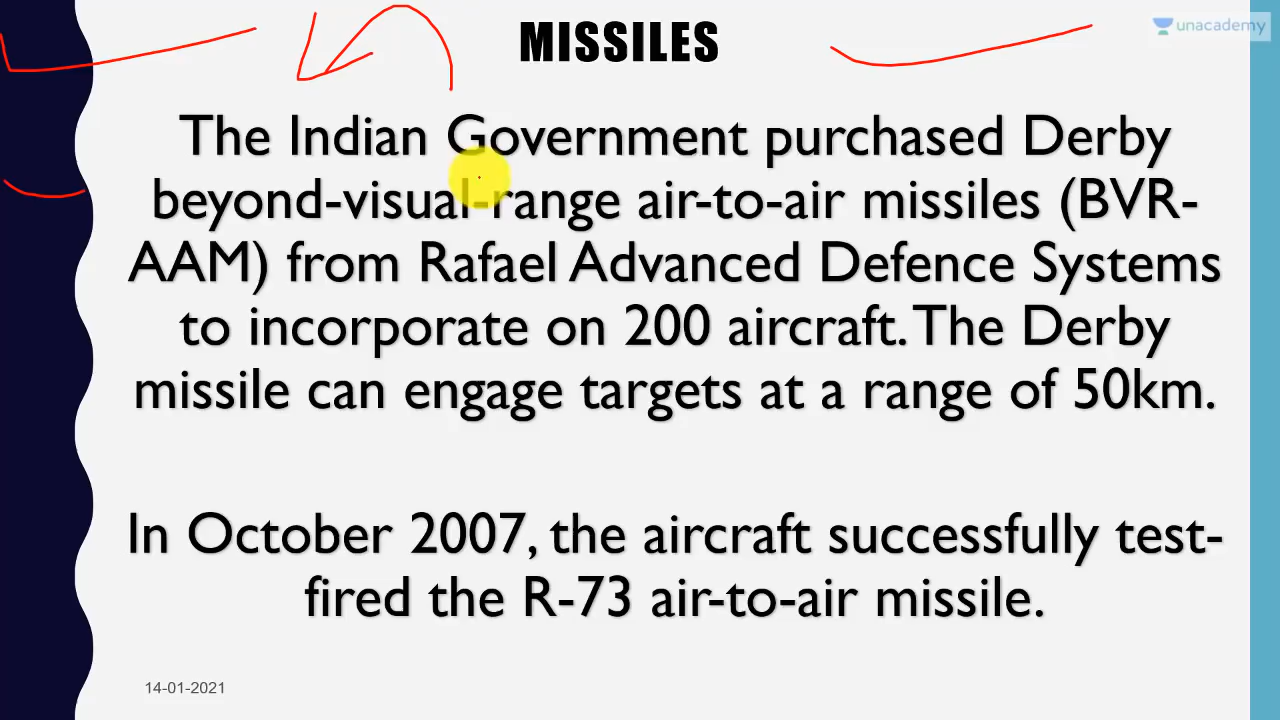 MISSILES
unacademy
The Indian Government purchased Derby
beyond-visual-range air-to-air missiles (BVR-
AAM) from Rafael Advanced Defence Systems
to incorporate on 200 aircraft. The Derby
missile can engage targets at a range of 50km.
In October 2007, the aircraft successfully test-
fired the R-73 air-to-air missile.
14-01-2021